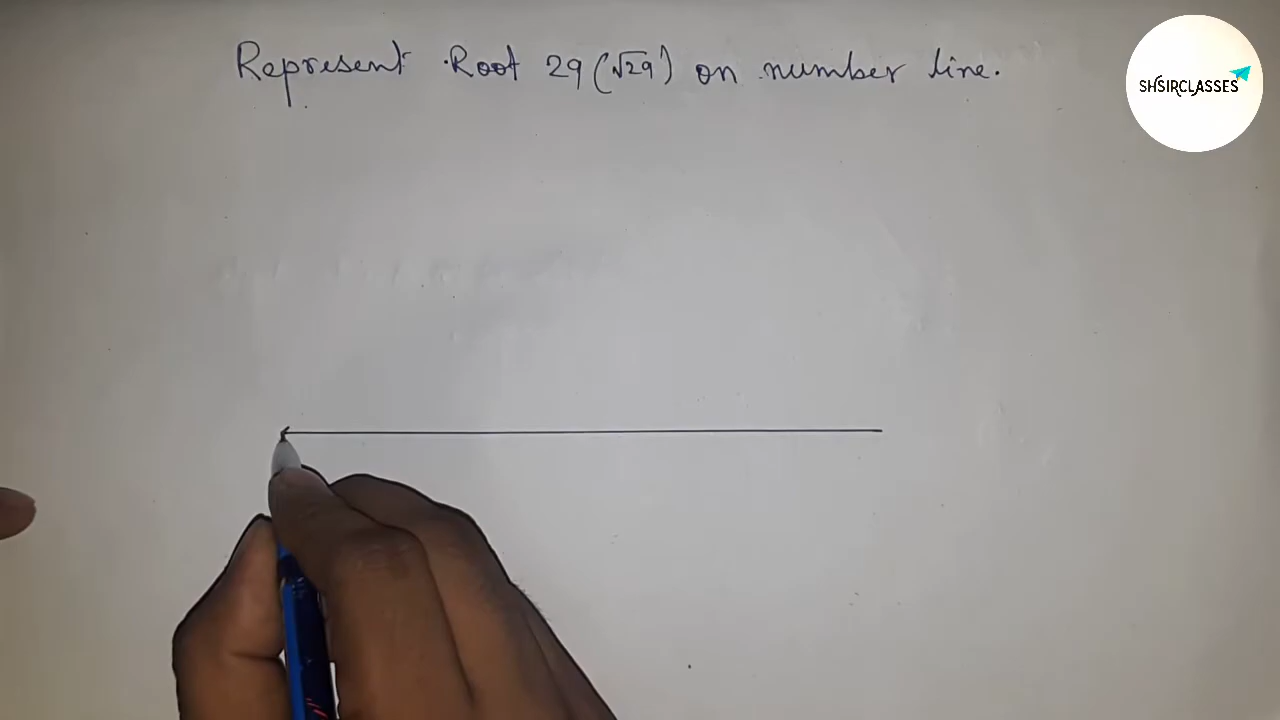 Represent Root 29 (√29) on number line.
SHSIRCLASSES